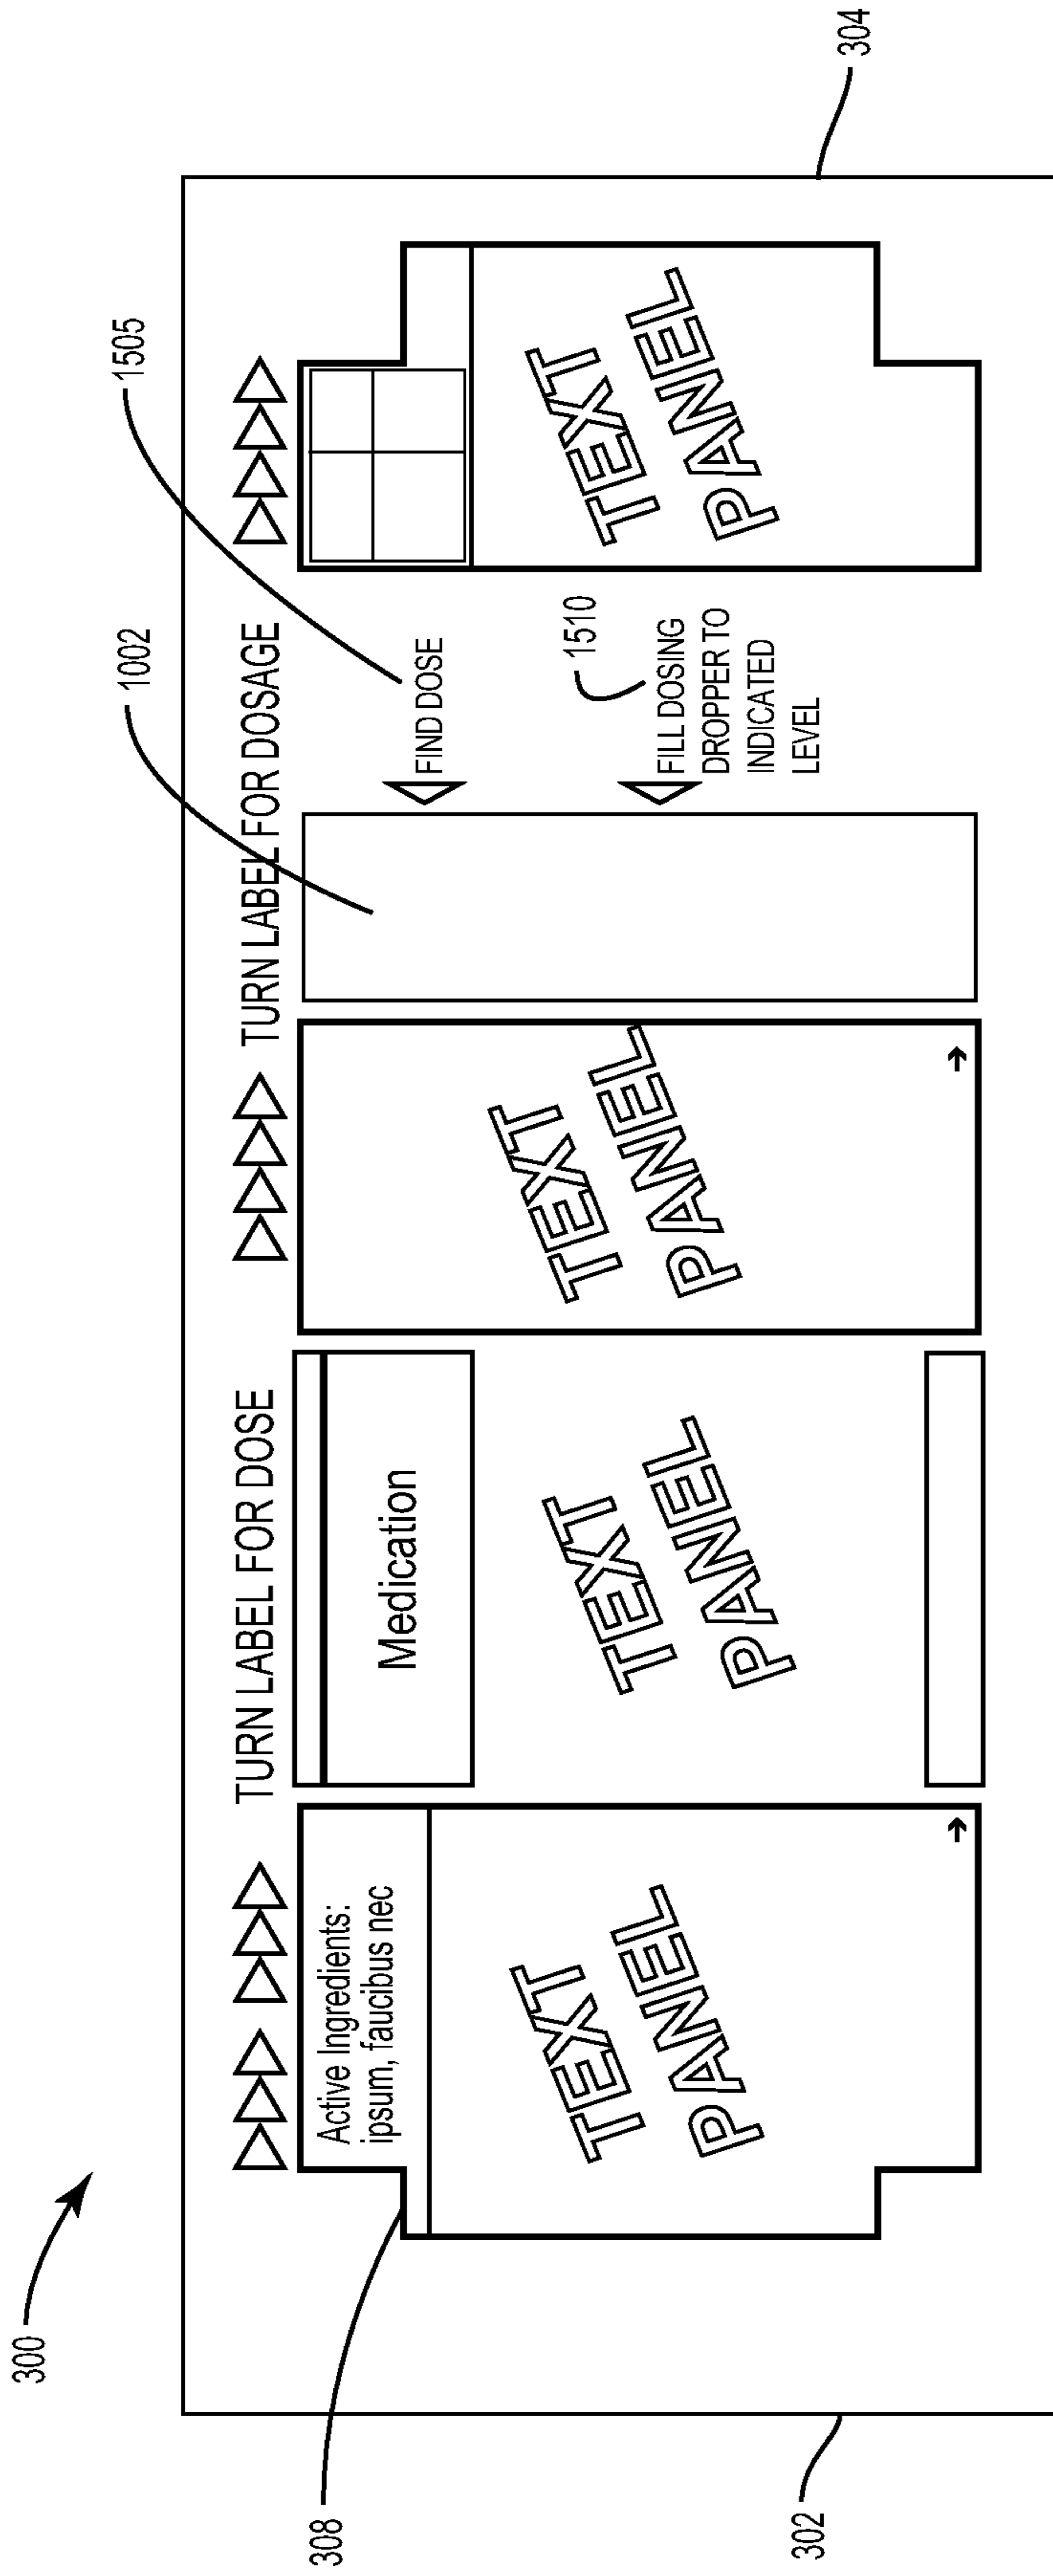 300
308
302
304
1002
1505
1510
TURN LABEL FOR DOSE
TURN LABEL FOR DOSAGE
Active Ingredients:
ipsum, faucibus nec
TEXT
PANEL
Medication
TEXT
PANEL
TEXT
PANEL
FIND DOSE
FILL DOSING
DROPPER TO
INDICATED
LEVEL
TEXT
PANEL